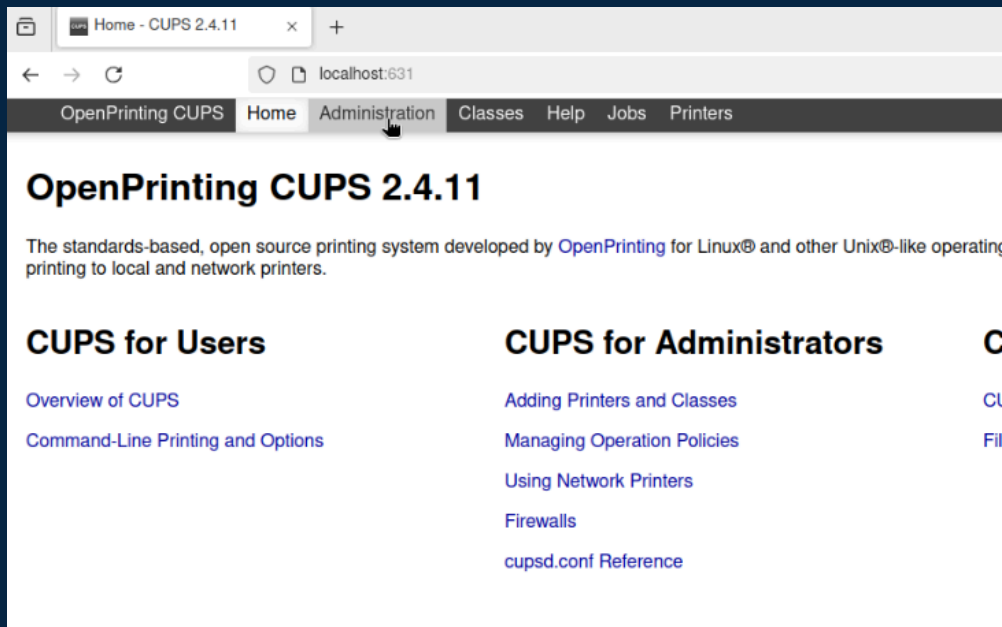 Home - CUPS 2.4.11
localhost:631
OpenPrinting CUPS Home Administration Classes Help Jobs Printers
OpenPrinting CUPS 2.4.11
The standards-based, open source printing system developed by OpenPrinting for Linux® and other Unix®-like operating
printing to local and network printers.
CUPS for Users
Overview of CUPS
Command-Line Printing and Options
CUPS for Administrators
Adding Printers and Classes
Managing Operation Policies
Using Network Printers
Firewalls
cupsd.conf Reference